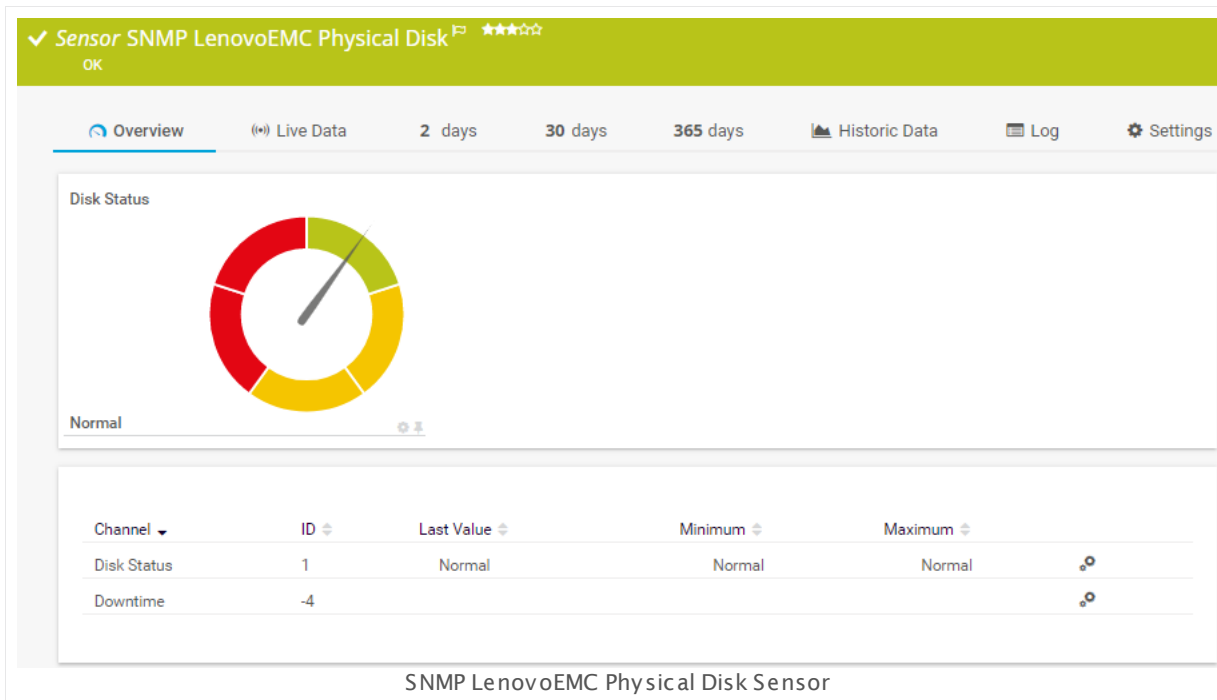 Sensor SNMP LenovoEMC Physical Disk
OK
Overview Live Data 2 days 30 days 365 days Historic Data Log Settings
Disk Status
Normal
Channel ID Last Value Minimum Maximum
Disk Status 1 Normal Normal Normal
Downtime -4
SNMP LenovoEMC Physical Disk Sensor